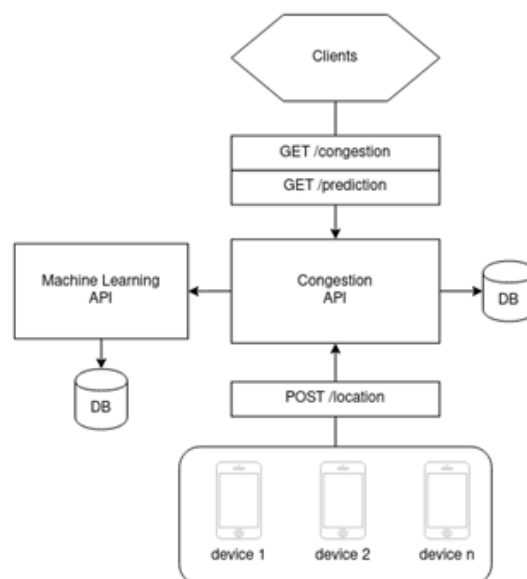 Clients
GET /congestion
GET /prediction
Machine Learning
API
Congestion
API
DB
DB
POST /location
device 1
device 2
device n